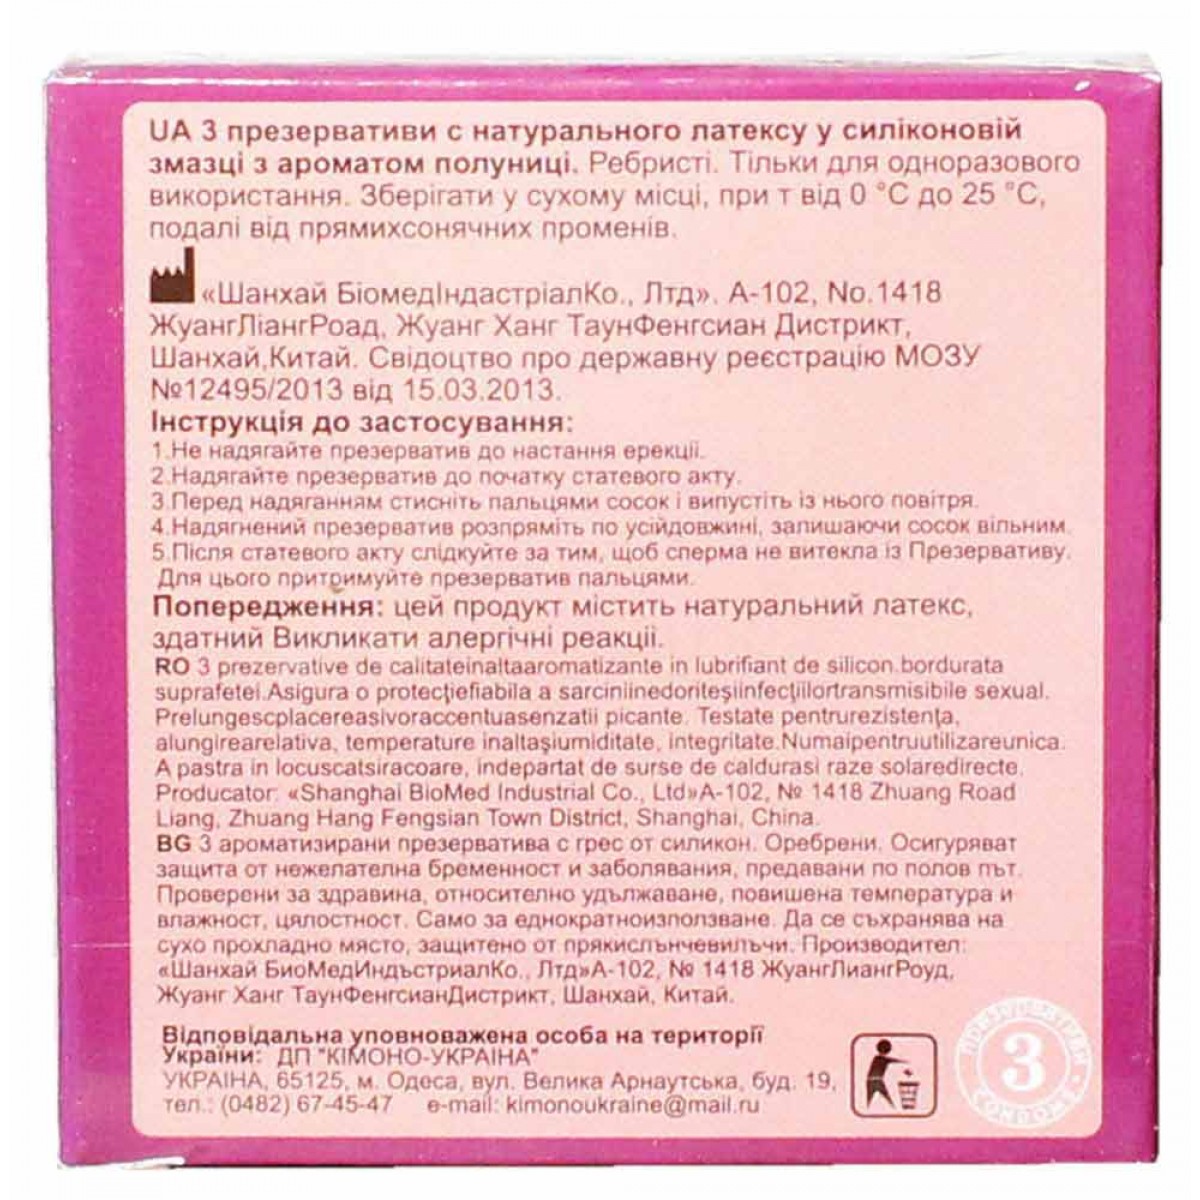 UA 3 презервативи с натурального латексу у силіконовій
змазці з ароматом полуниці. Ребристі. Тільки для одноразового
використання. Зберігати у сухому місці, при т від 0 °С до 25 °С,
подалі від прямихсонячних променів.
«Шанхай БіомедІндастріалКо., Лтд». А-102, No.1418
ЖуангЛіангРоад, Жуанг Ханг ТаунФенгсиан Дистрикт,
Шанхай,Китай. Свідоцтво про державну реєстрацію МОЗУ
№12495/2013 від 15.03.2013.
Інструкція до застосування:
1.Не надягайте презерватив до настання ерекції.
2.Надягайте презерватив до початку статевого акту.
3.Перед надяганням стисніть пальцями сосок і випустіть із нього повітря.
4.Надягнений презерватив розпряміть по усійдовжині, залишаючи сосок вільним.
5.Після статевого акту слідкуйте за тим, щоб сперма не витекла із Презервативу.
Для цього притримуйте презерватив пальцями.
Попередження: цей продукт містить натуральний латекс,
здатний Викликати алергічні реакції.
RO 3 prezervative de calitateinaltaaromatizante in lubrifiant de silicon.bordurata
suprafetei.Asigura o protecţiefiabila a sarciniinedoriteşiinfecţiilortransmisibile sexual.
Prelungescplacereasivoraccentuasenzatii picante. Testate pentrurezistenţa,
alungirearelativa, temperature inaltaşiumiditate, integritate.Numaipentruutilizareunica.
A pastra in locuscatsiracoare, indepartat de surse de caldurasi raze solaredirecte.
Producator: «Shanghai BioMed Industrial Co., Ltd»A-102, № 1418 Zhuang Road
Liang, Zhuang Hang Fengsian Town District, Shanghai, China.
BG 3 ароматизирани презерватива с грес от силикон. Оребрени. Осигуряват
защита от нежелателна бременност и заболявания, предавани по полов път.
Проверени за здравина, относително удължаване, повишена температура и
влажност, цялостност. Само за еднократноизползване. Да се съхранява на
сухо прохладно място, защитено от прякислънчевилъчи. Производител:
«Шанхай БиоМедИндъстриалКо., Лтд»А-102, № 1418 ЖуангЛиангРоуд,
Жуанг Ханг ТаунФенгсианДистрикт, Шанхай, Китай.
Відповідальна уповноважена особа на території
України: ДП "КІМОНО-УКРАІНА"
УКРАІНА, 65125, м. Одеса, вул. Велика Арнаутська, буд. 19,
тел.: (0482) 67-45-47 e-mail: kimonoukraine@mail.ru
3
CONDOMS